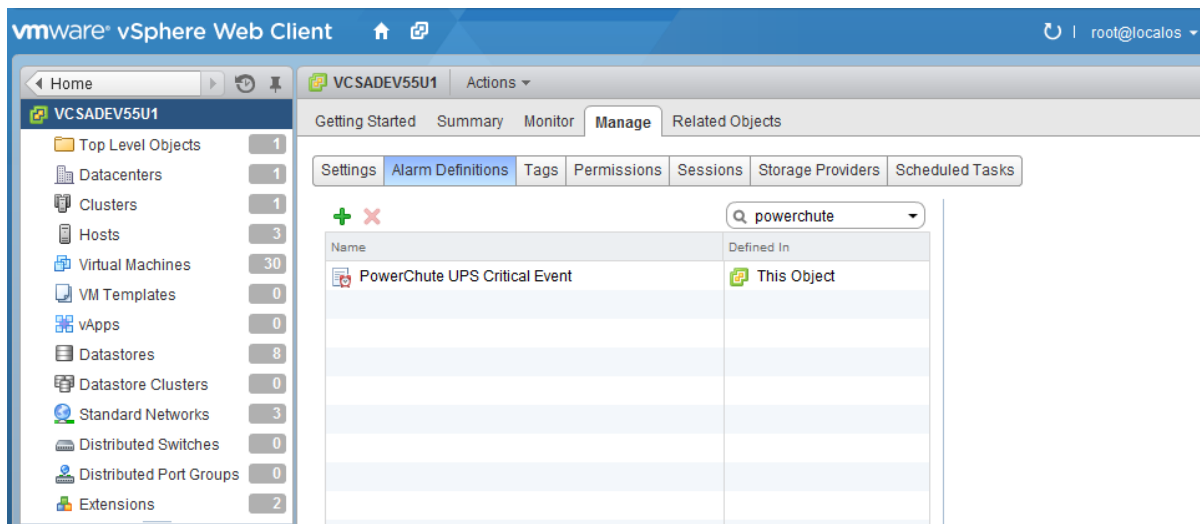 vmware® vSphere Web Client
root@localos
Home
VCSADEV55U1
Actions
VCSADEV55U1
Getting Started Summary Monitor Manage Related Objects
Top Level Objects 1
Datacenters 1
Clusters 1
Hosts 3
Virtual Machines 30
VM Templates 0
vApps 0
Datastores 8
Datastore Clusters 0
Standard Networks 3
Distributed Switches 0
Distributed Port Groups 0
Extensions 2
Settings Alarm Definitions Tags Permissions Sessions Storage Providers Scheduled Tasks
powerchute
Name Defined In
PowerChute UPS Critical Event This Object